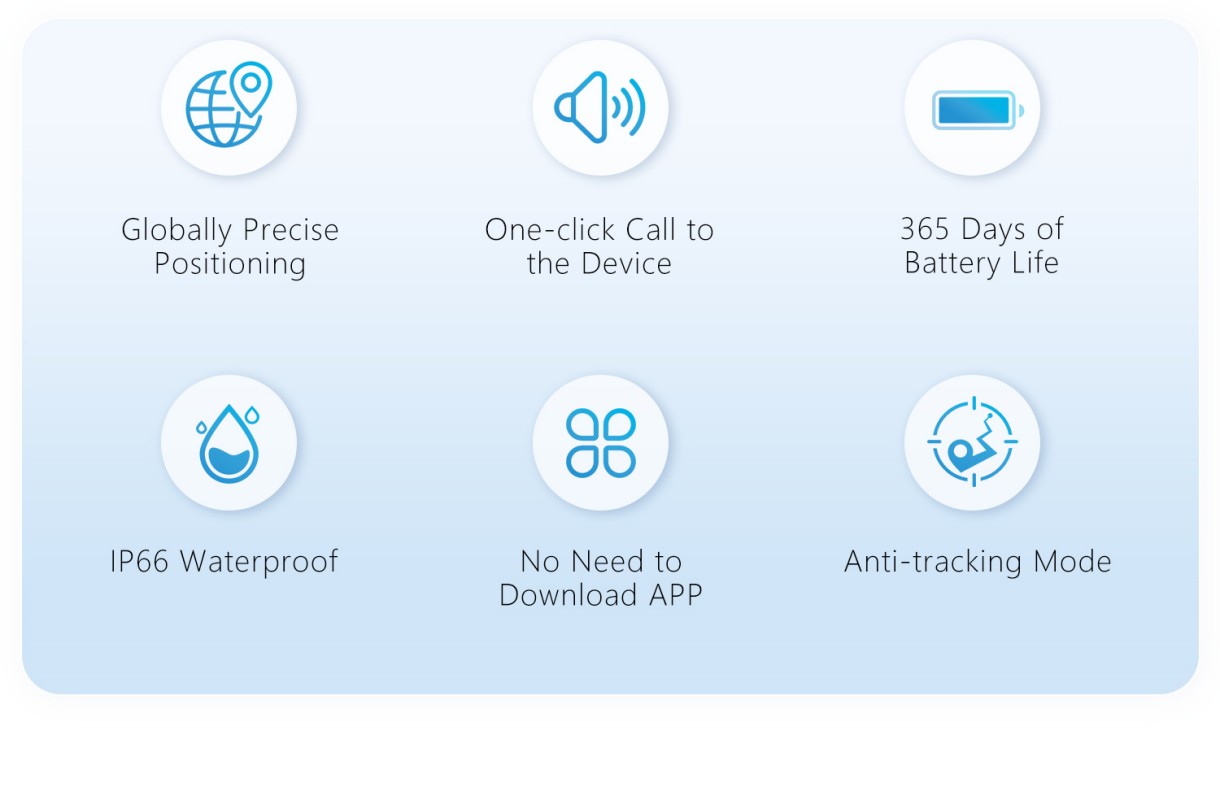 Globally Precise
Positioning
One-click Call to
the Device
365 Days of
Battery Life
IP66 Waterproof
No Need to
Download APP
Anti-tracking Mode